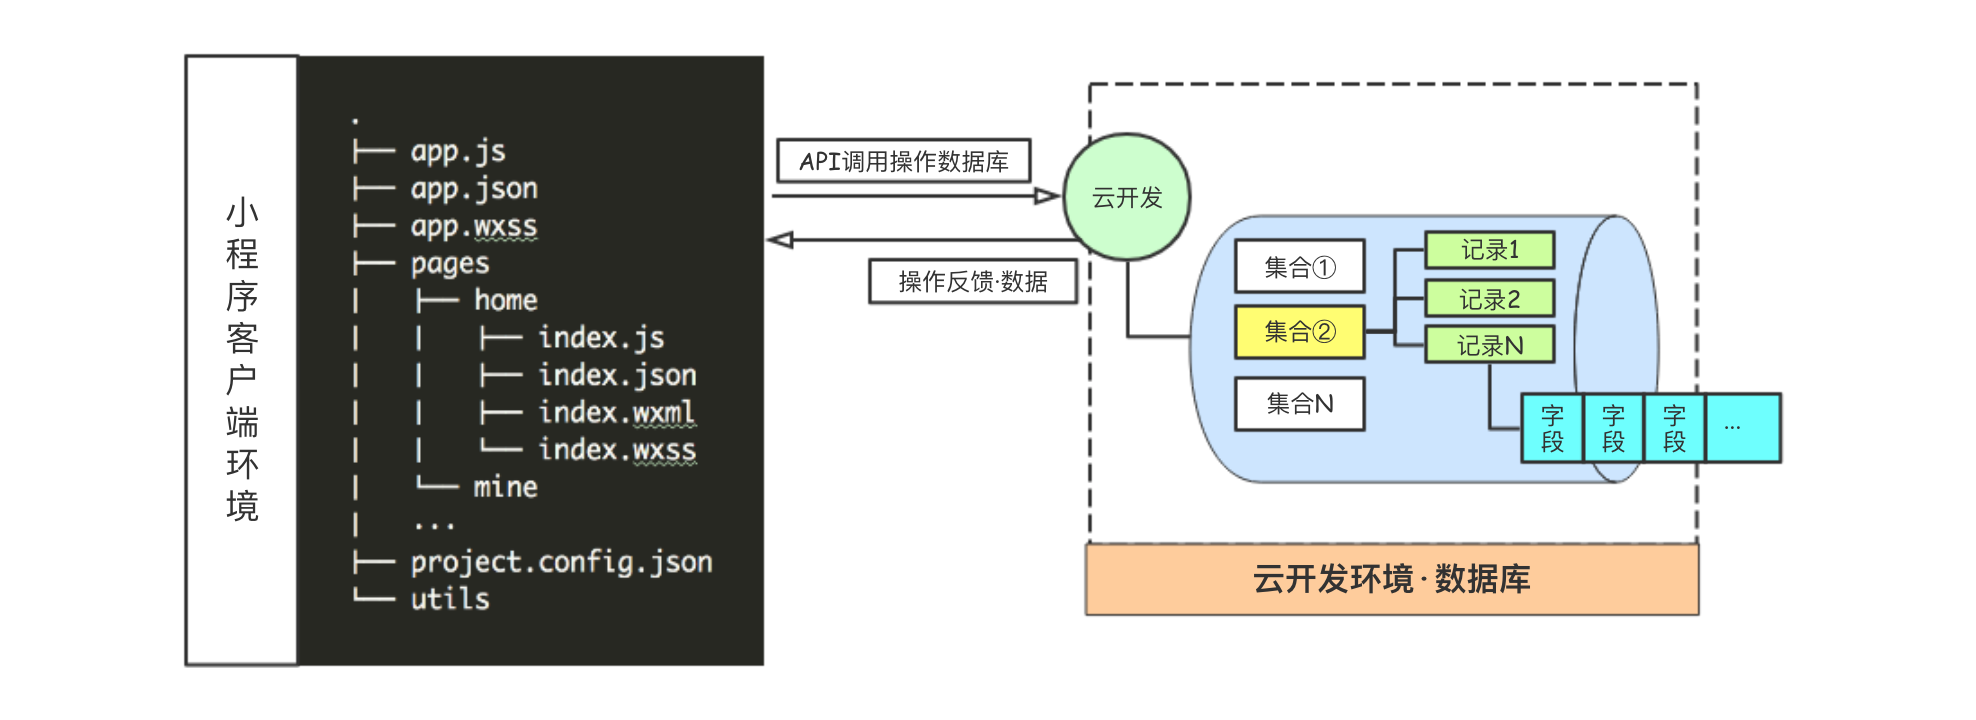 小程序客户端环境
.
├── app.js
├── app.json
├── app.wxss
├── pages
│   ├── home
│   │   ├── index.js
│   │   ├── index.json
│   │   ├── index.wxml
│   │   └── index.wxss
│   └── mine
│   ...
├── project.config.json
└── utils
API调用操作数据库
操作反馈·数据
云开发
集合①
集合②
集合N
记录1
记录2
记录N
字段
字段
字段
...
云开发环境·数据库